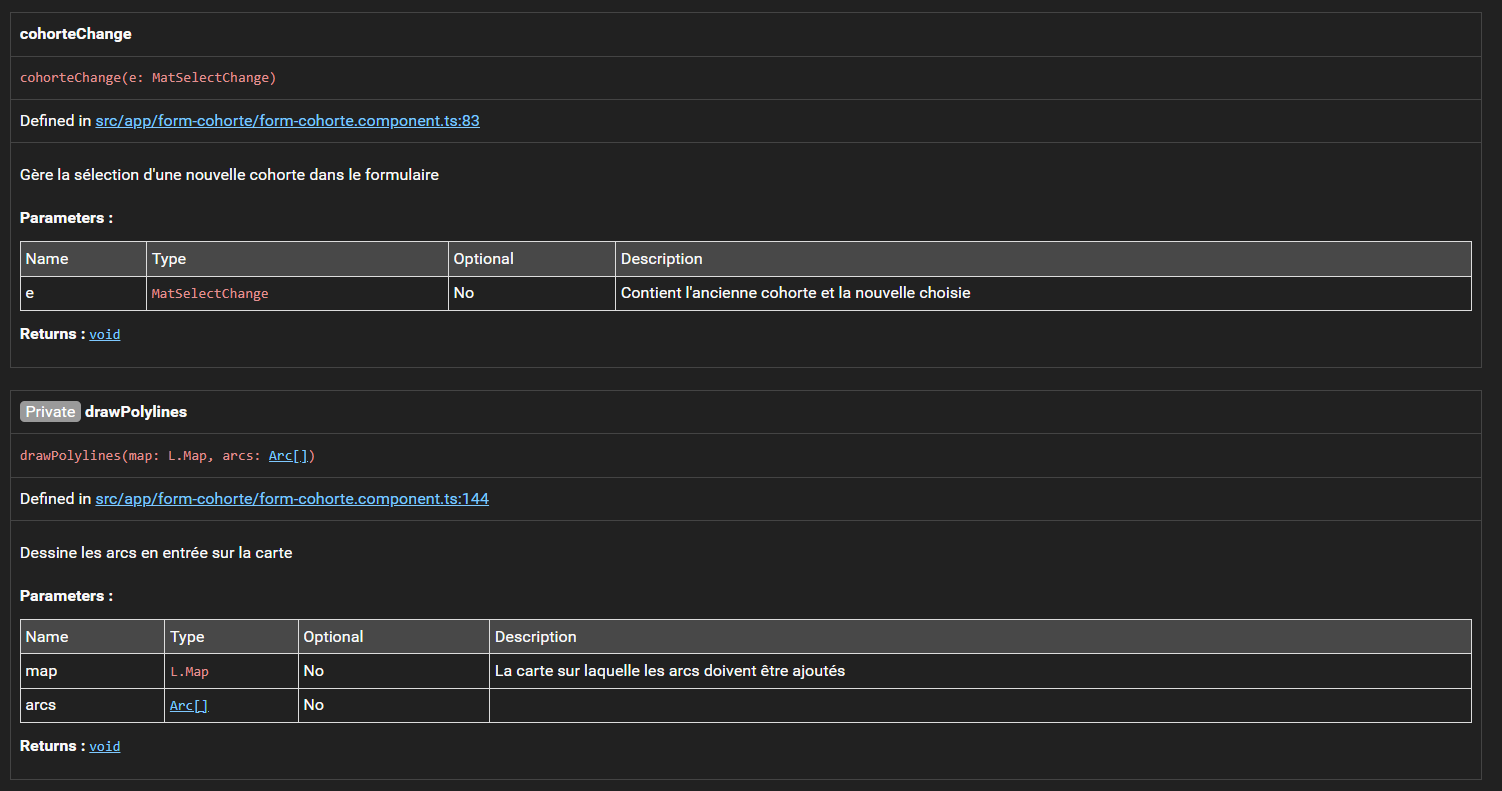 cohorteChange
cohorteChange(e: MatSelectChange)
Defined in src/app/form-cohorte/form-cohorte.component.ts:83
Gère la sélection d'une nouvelle cohorte dans le formulaire
Parameters :
Name Type Optional Description
e MatSelectChange No Contient l'ancienne cohorte et la nouvelle choisie
Returns : void
Private drawPolylines
drawPolylines(map: L.Map, arcs: Arc[])
Defined in src/app/form-cohorte/form-cohorte.component.ts:144
Dessine les arcs en entrée sur la carte
Parameters :
Name Type Optional Description
map L.Map No La carte sur laquelle les arcs doivent être ajoutés
arcs Arc[] No
Returns : void